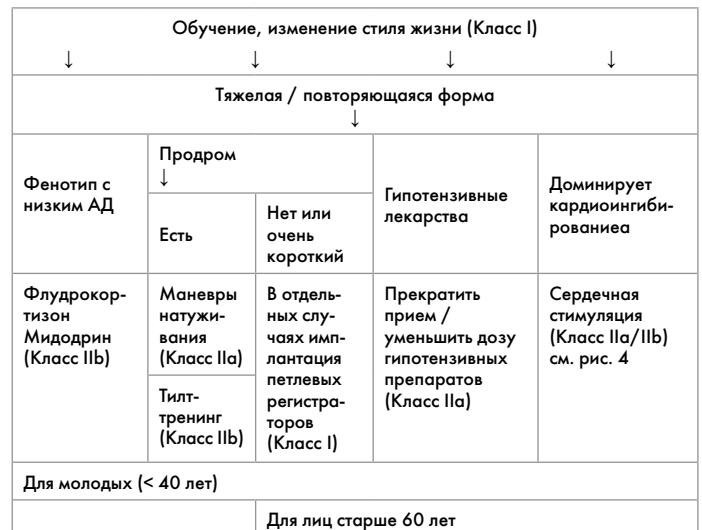 Обучение, изменение стиля жизни (Класс I)
↓ ↓ ↓ ↓
Тяжелая / повторяющаяся форма
↓
Фенотип с
низким АД
Продром
↓
Есть
Нет или
очень
короткий
Гипотензивные
лекарства
Доминирует
кардиоингиби-
рованиеa
Флудрокор-
тизон
Мидодрин
(Класс IIb)
Маневры
натужи-
вания
(Класс IIa)
Тилт-
тренинг
(Класс IIb)
В отдель-
ных слу-
чаях имп-
лантация
петлевых
регистра-
торов
(Класс I)
Прекратить
прием /
уменьшить дозу
гипотензивных
препаратов
(Класс IIa)
Сердечная
стимуляция
(Класс IIa/IIb)
см. рис. 4
Для молодых (< 40 лет)
Для лиц старше 60 лет